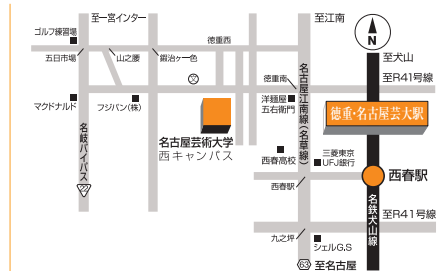 至一宮インター
至江南
N
ゴルフ練習場
徳重西
五日市場
山之腰
鍛治ヶ一色
至犬山
文
徳重南
至R41号線
マクドナルド
フジパン(株)
洋麺屋
五右衛門
名古屋江南線(名草線)
徳重・名古屋芸大駅
名古屋芸術大学
西キャンパス
名岐バイパス
22
西春高校
三菱東京
UFJ銀行
西春駅
西春駅
名鉄犬山線
至R41号線
九之坪
シェルG.S
63
至名古屋